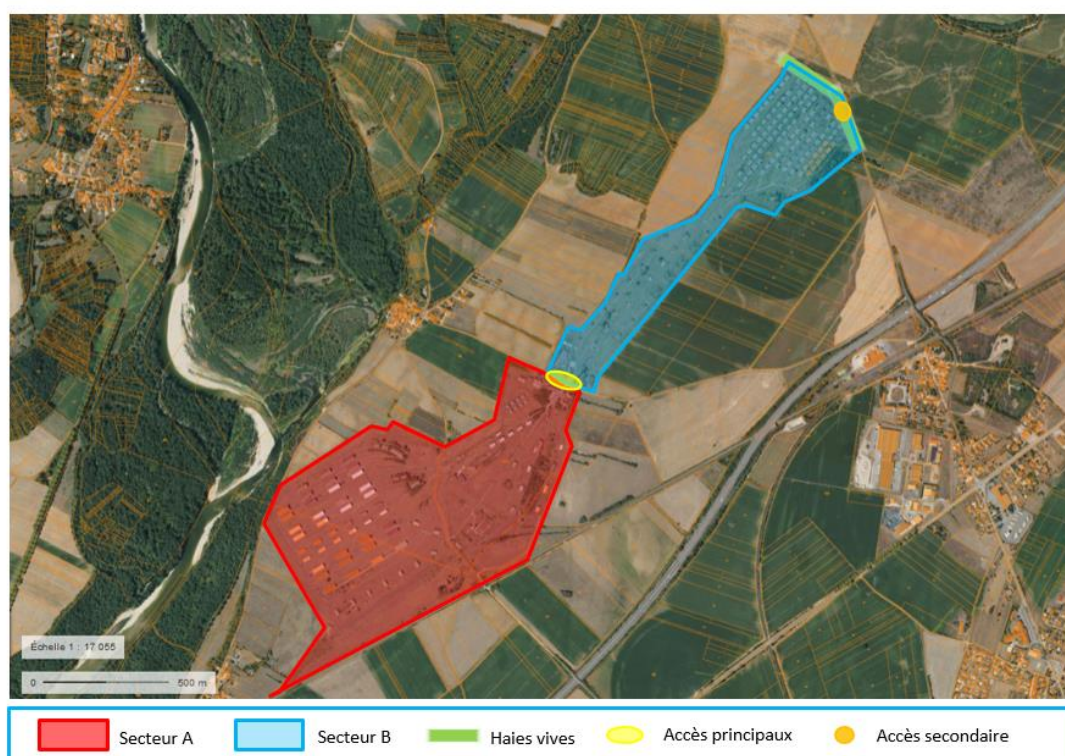 Échelle 1 : 17 055
0 500 m
Secteur A Secteur B Haies vives Accès principaux Accès secondaire